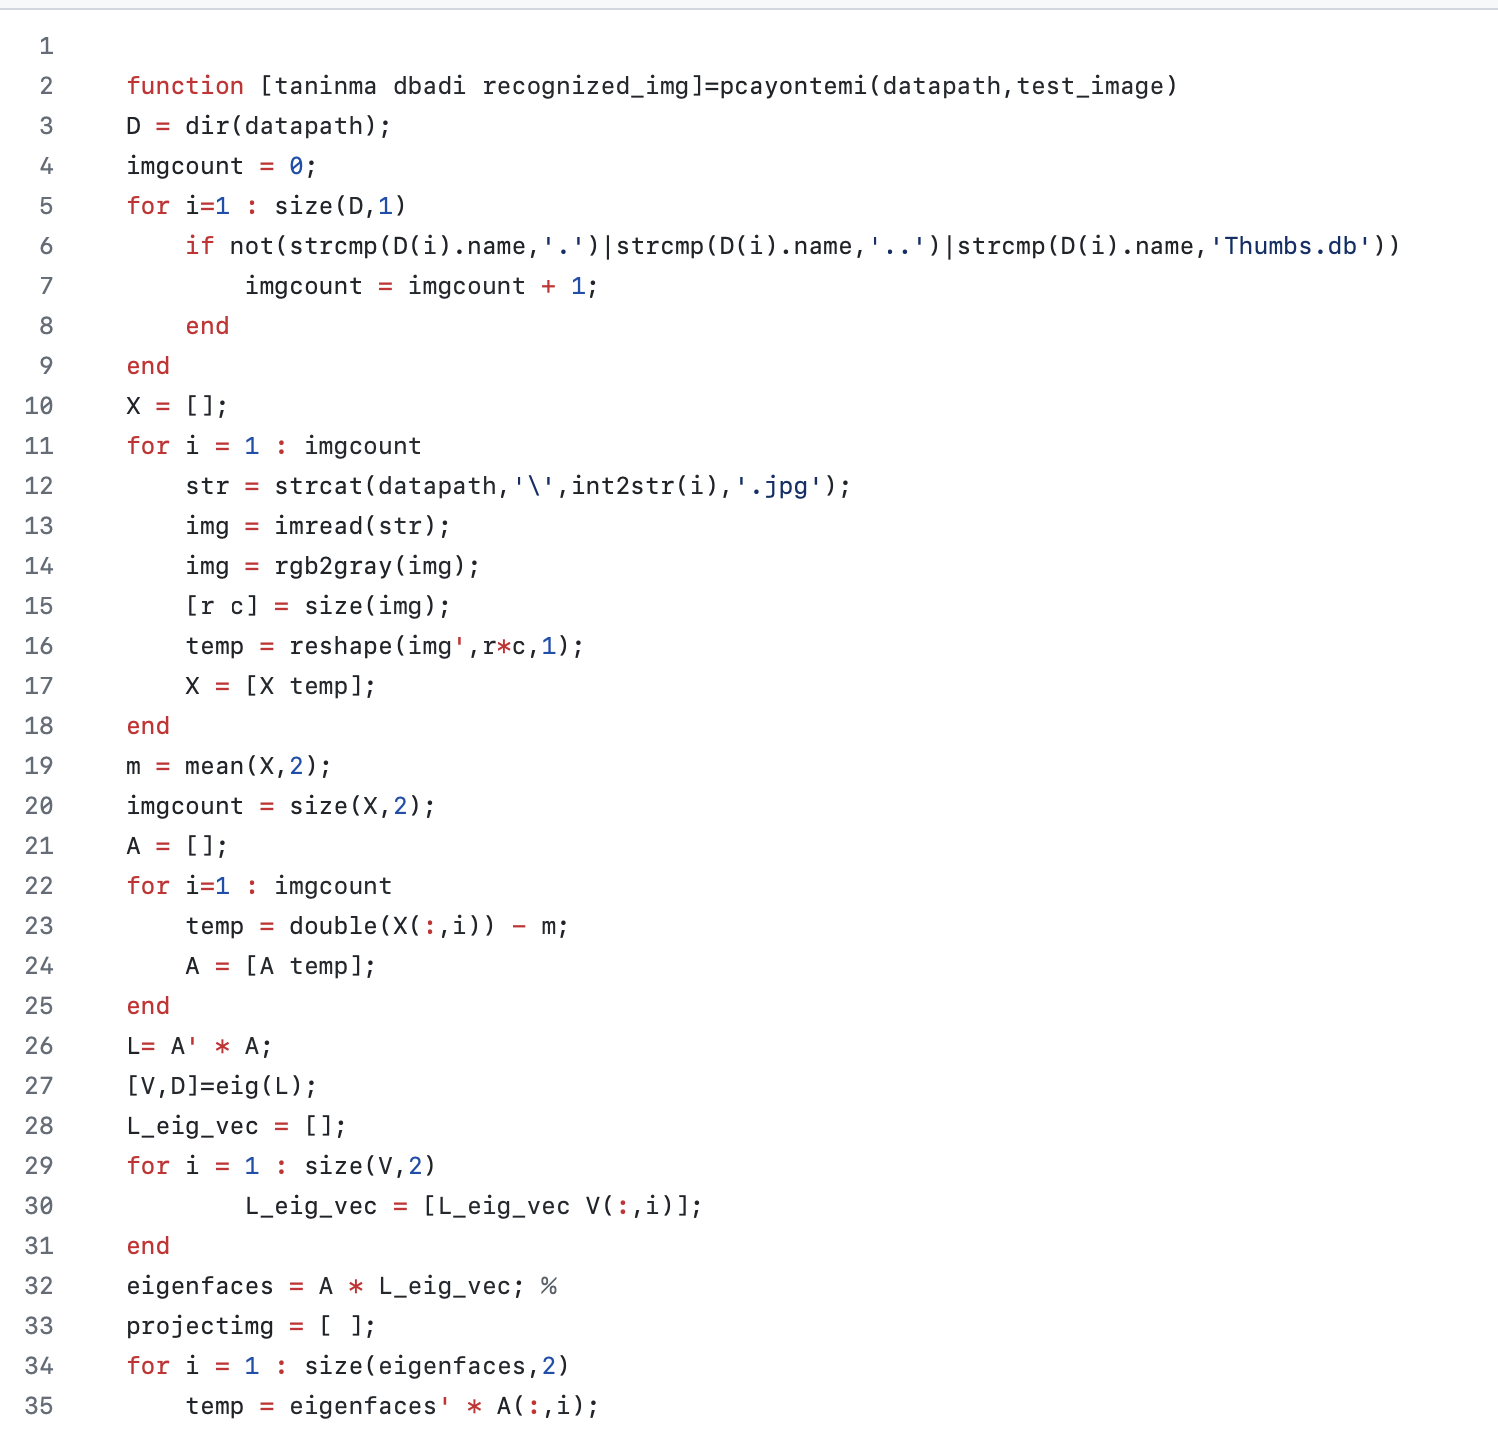 1
2 function [taninma dbadi recognized_img]=pcayontemi(datapath,test_image)
3 D = dir(datapath);
4 imgcount = 0;
5 for i=1 : size(D,1)
6     if not(strcmp(D(i).name,'.')|strcmp(D(i).name,'..')|strcmp(D(i).name,'Thumbs.db'))
7         imgcount = imgcount + 1;
8     end
9 end
10 X = [];
11 for i = 1 : imgcount
12     str = strcat(datapath,'\',int2str(i),'.jpg');
13     img = imread(str);
14     img = rgb2gray(img);
15     [r c] = size(img);
16     temp = reshape(img',r*c,1);
17     X = [X temp];
18 end
19 m = mean(X,2);
20 imgcount = size(X,2);
21 A = [];
22 for i=1 : imgcount
23     temp = double(X(:,i)) - m;
24     A = [A temp];
25 end
26 L= A' * A;
27 [V,D]=eig(L);
28 L_eig_vec = [];
29 for i = 1 : size(V,2)
30         L_eig_vec = [L_eig_vec V(:,i)];
31 end
32 eigenfaces = A * L_eig_vec; %
33 projectimg = [ ];
34 for i = 1 : size(eigenfaces,2)
35     temp = eigenfaces' * A(:,i);